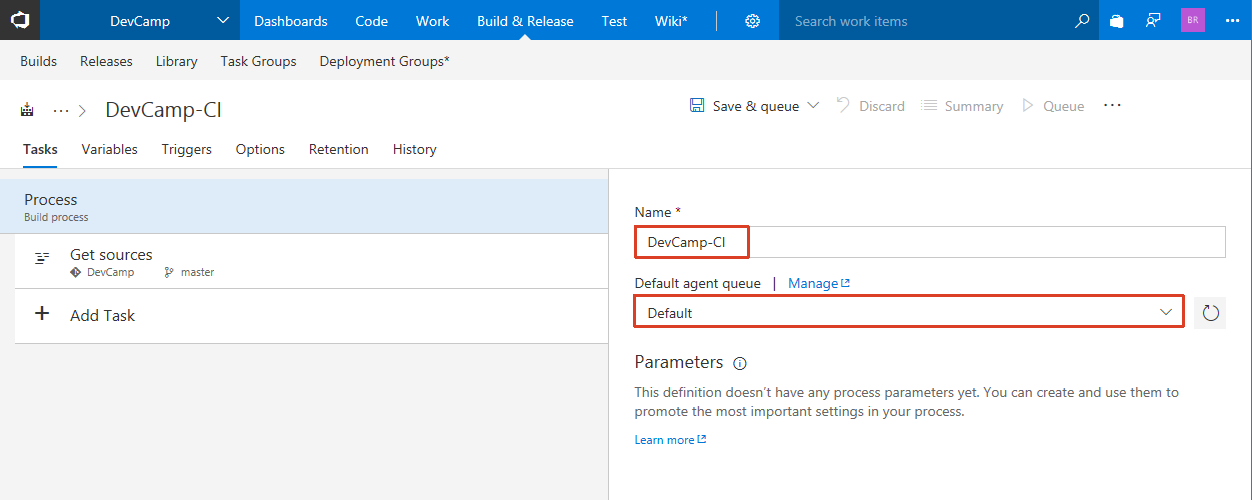 DevCamp Dashboards Code Work Build & Release Test Wiki* Search work items BR
Builds Releases Library Task Groups Deployment Groups*
··· DevCamp-CI Save & queue Discard Summary Queue ···
Tasks Variables Triggers Options Retention History
Process
Build process
Get sources
DevCamp master
Add Task
Name *
DevCamp-CI
Default agent queue | Manage
Default
Parameters
This definition doesn't have any process parameters yet. You can create and use them to
promote the most important settings in your process.
Learn more